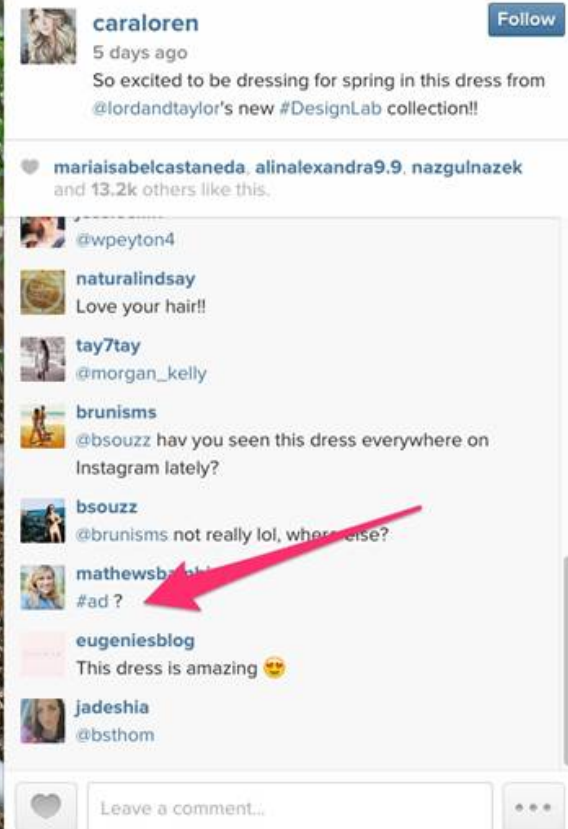 caraloren
Follow
5 days ago
So excited to be dressing for spring in this dress from
@lordandtaylor's new #DesignLab collection!!
mariaisabelcastaneda, alinalexandra9.9, nazgulnazek
and 13.2k others like this.
@wpeyton4
naturalindsay
Love your hair!!
tay7tay
@morgan_kelly
brunisms
@bsouzz hav you seen this dress everywhere on
Instagram lately?
bsouzz
@brunisms not really lol, where else?
#ad ?
eugeniesblog
This dress is amazing 😍
jadeshia
@bsthom
Leave a comment...